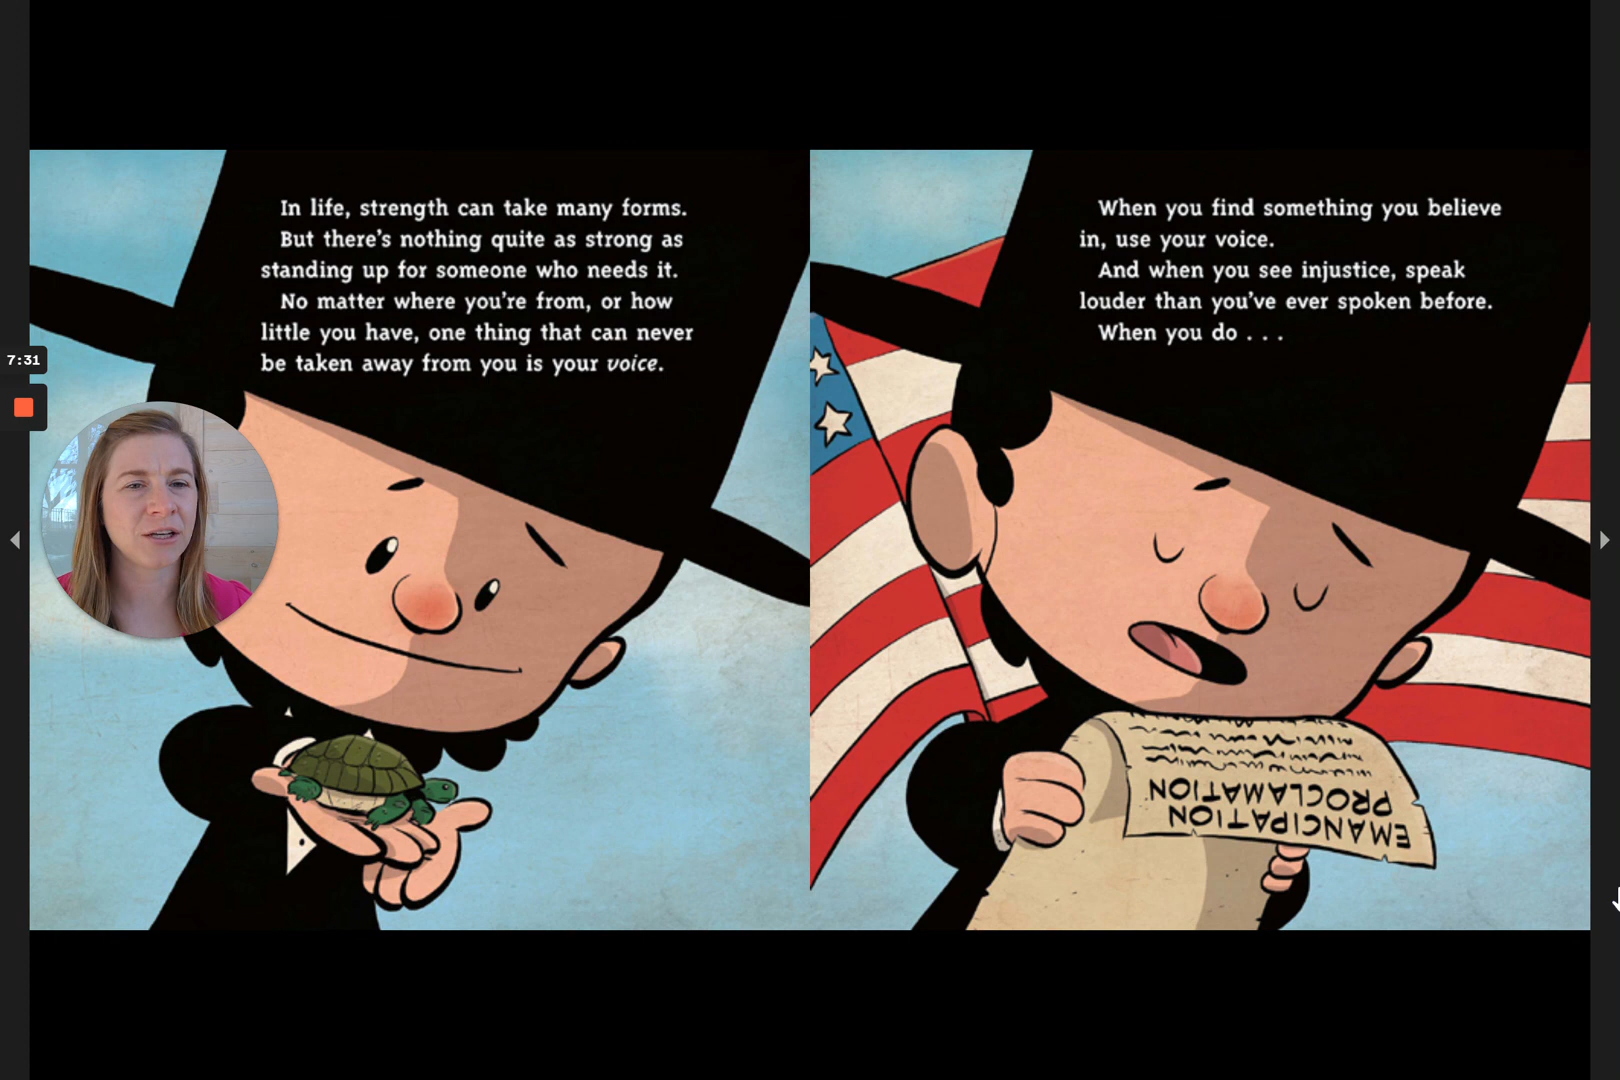 In life, strength can take many forms.
But there's nothing quite as strong as
standing up for someone who needs it.
No matter where you're from, or how
little you have, one thing that can never
be taken away from you is your voice.
When you find something you believe
in, use your voice.
And when you see injustice, speak
louder than you've ever spoken before.
When you do . . .
7:31
EMANCIPATION
PROCLAMATION